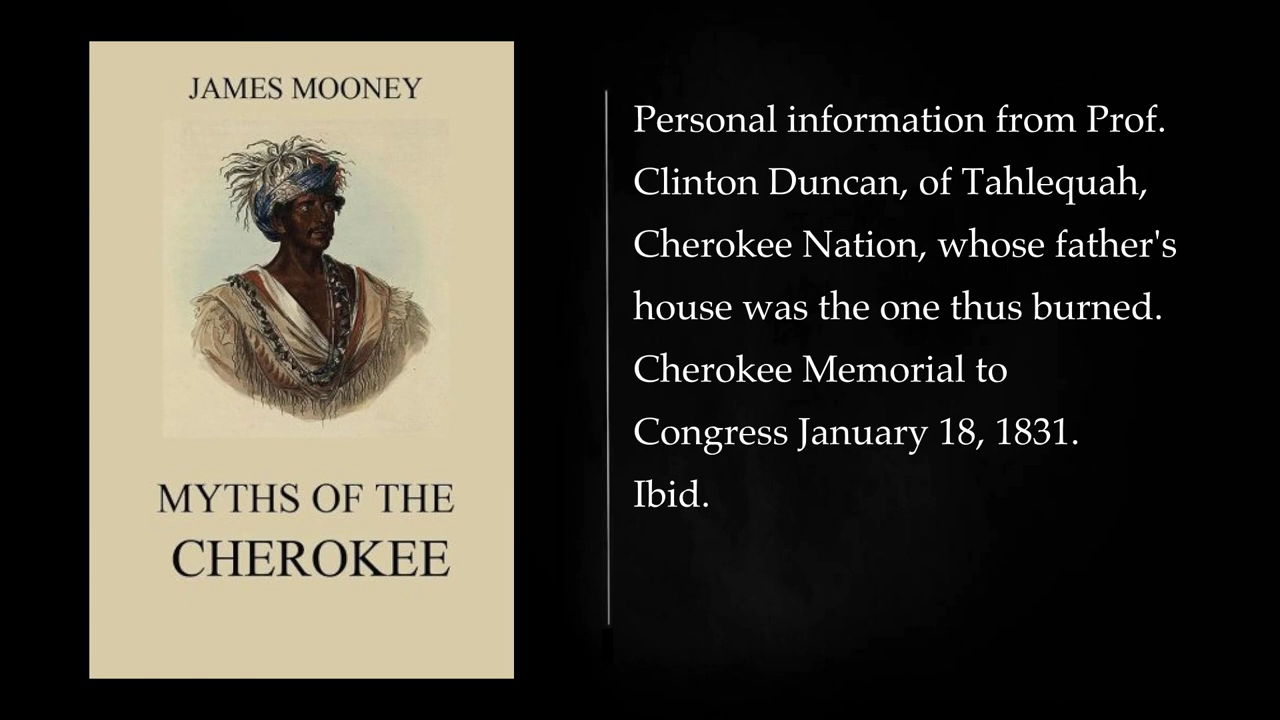 JAMES MOONEY
MYTHS OF THE
CHEROKEE
Personal information from Prof.
Clinton Duncan, of Tahlequah,
Cherokee Nation, whose father's
house was the one thus burned.
Cherokee Memorial to
Congress January 18, 1831.
Ibid.